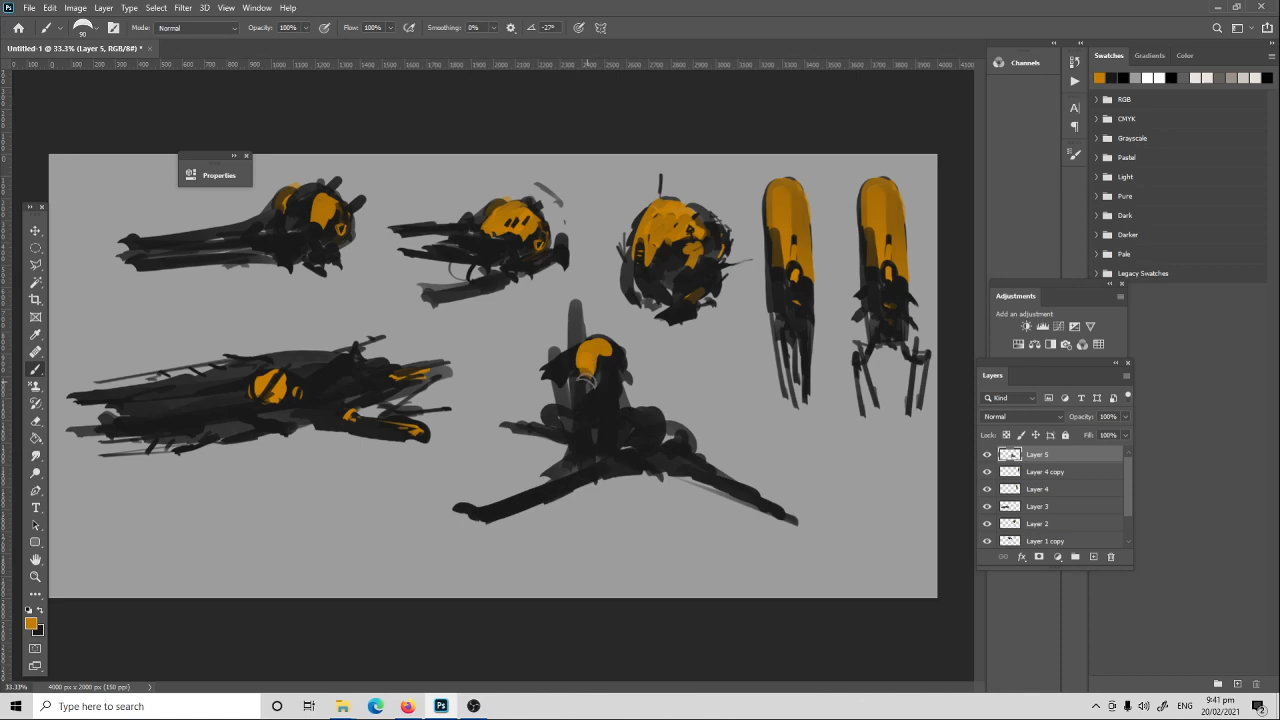 File Edit Image Layer Type Select Filter 3D View Window Help
90 Mode: Normal Opacity: 100% Flow: 100% Smoothing: 0% -27°
Untitled-1 @ 33.3% (Layer 5, RGB/8#) *
Properties
Channels
Swatches Gradients Color
RGB
CMYK
Grayscale
Pastel
Light
Pure
Dark
Darker
Pale
Legacy Swatches
Adjustments
Add an adjustment
Layers
Kind
Normal Opacity: 100%
Lock: Fill: 100%
Layer 5
Layer 4 copy
Layer 4
Layer 3
Layer 2
Layer 1 copy
33.33% 4000 px x 2000 px (150 ppi)
Type here to search
ENG
9:41 pm
20/02/2021